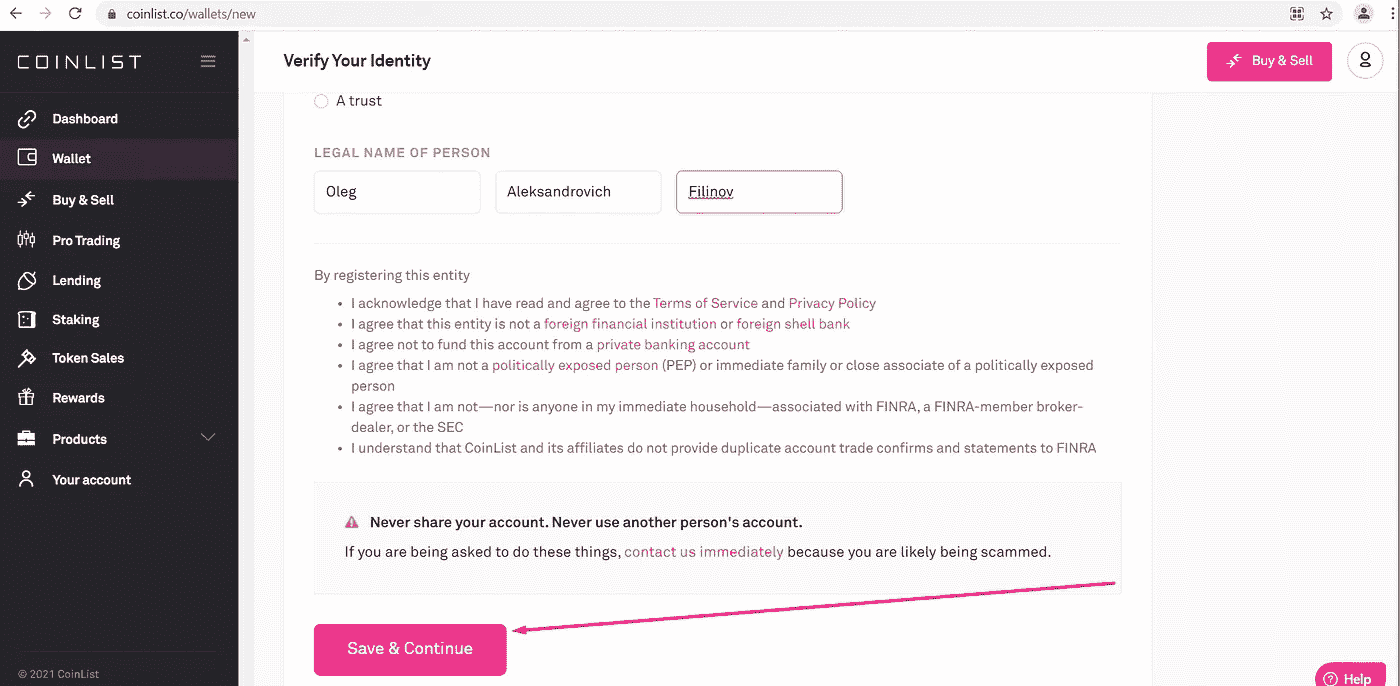 coinlist.co/wallets/new
COINLIST
Verify Your Identity
Buy & Sell
Dashboard
Wallet
Buy & Sell
Pro Trading
Lending
Staking
Token Sales
Rewards
Products
Your account
© 2021 CoinList
A trust
LEGAL NAME OF PERSON
Oleg Aleksandrovich Filinov
By registering this entity
• I acknowledge that I have read and agree to the Terms of Service and Privacy Policy
• I agree that this entity is not a foreign financial institution or foreign shell bank
• I agree not to fund this account from a private banking account
• I agree that I am not a politically exposed person (PEP) or immediate family or close associate of a politically exposed
person
• I agree that I am not—nor is anyone in my immediate household—associated with FINRA, a FINRA-member broker-
dealer, or the SEC
• I understand that CoinList and its affiliates do not provide duplicate account trade confirms and statements to FINRA
Never share your account. Never use another person's account.
If you are being asked to do these things, contact us immediately because you are likely being scammed.
Save & Continue
Help